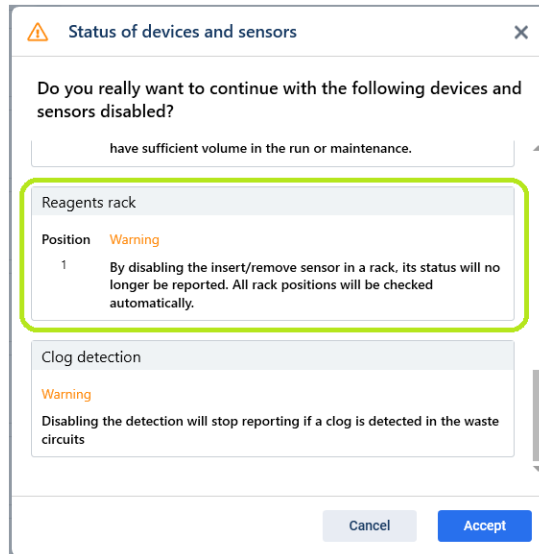 Status of devices and sensors
Do you really want to continue with the following devices and
sensors disabled?
have sufficient volume in the run or maintenance.
Reagents rack
Position Warning
1 By disabling the insert/remove sensor in a rack, its status will no
longer be reported. All rack positions will be checked
automatically.
Clog detection
Warning
Disabling the detection will stop reporting if a clog is detected in the waste
circuits
Cancel Accept